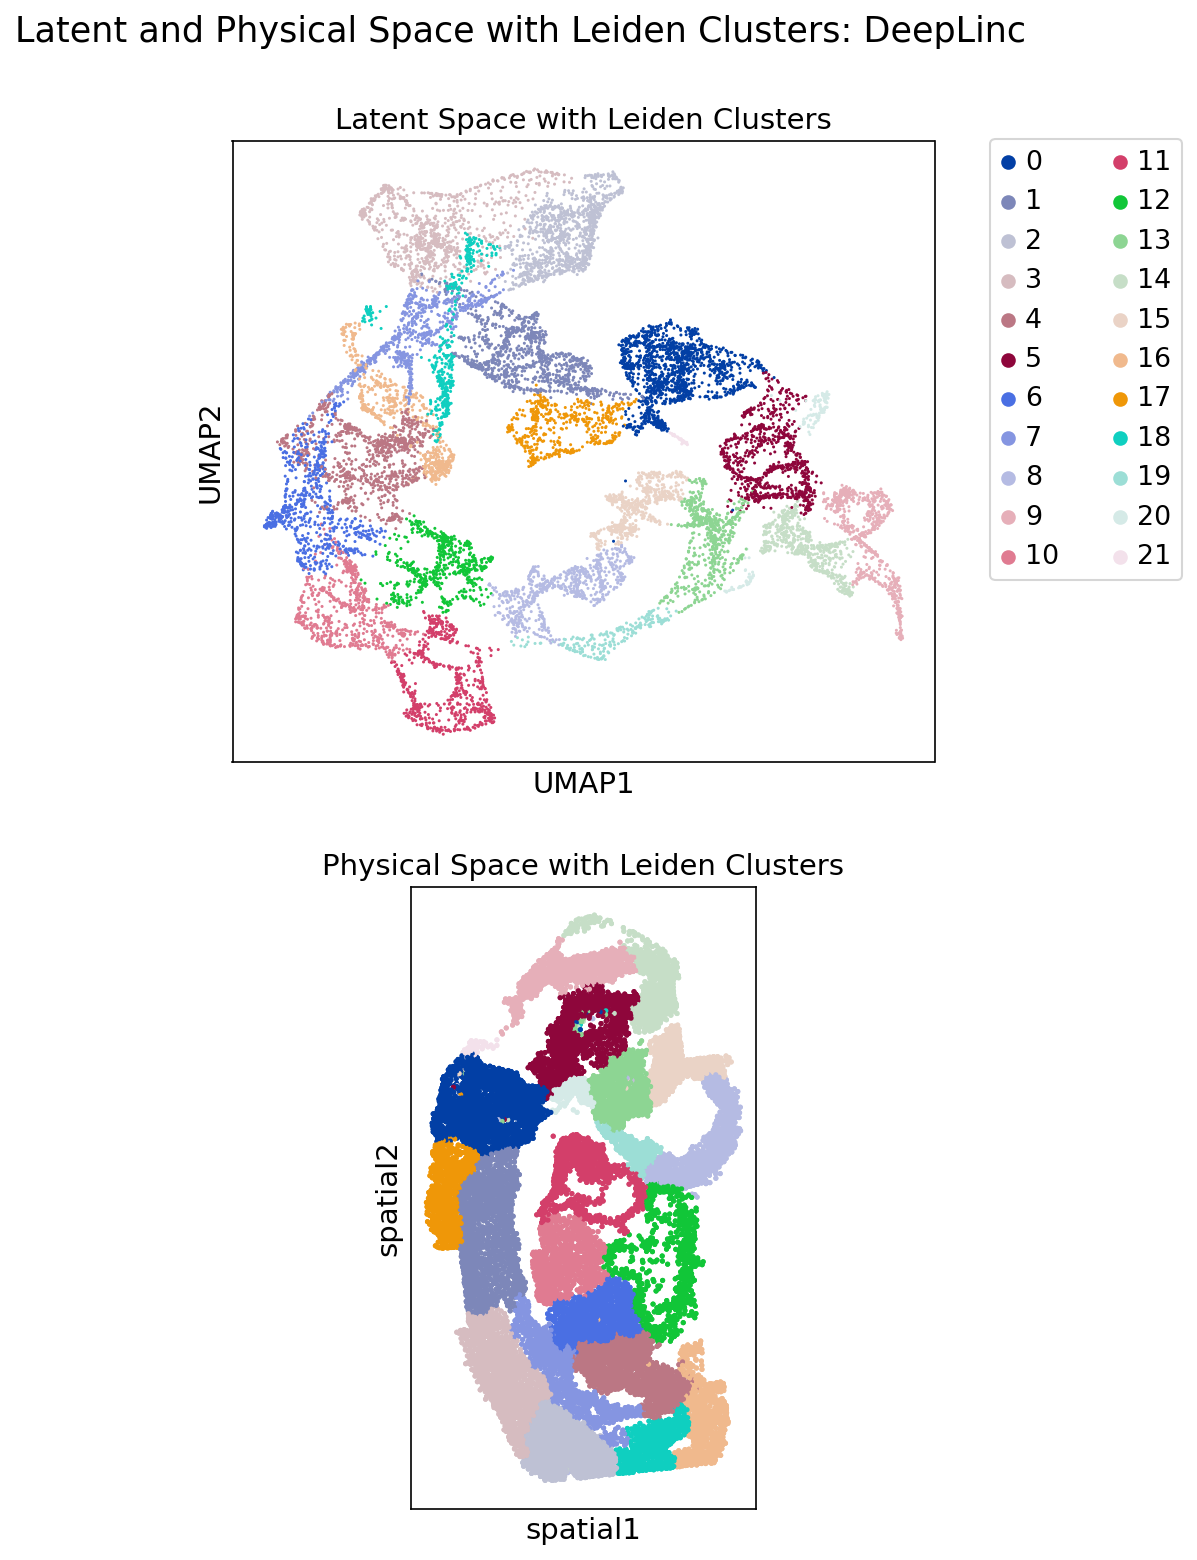 Latent and Physical Space with Leiden Clusters: DeepLinc
Latent Space with Leiden Clusters
0 11
1 12
2 13
3 14
4 15
5 16
6 17
7 18
8 19
9 20
10 21
UMAP2
UMAP1
Physical Space with Leiden Clusters
spatial2
spatial1